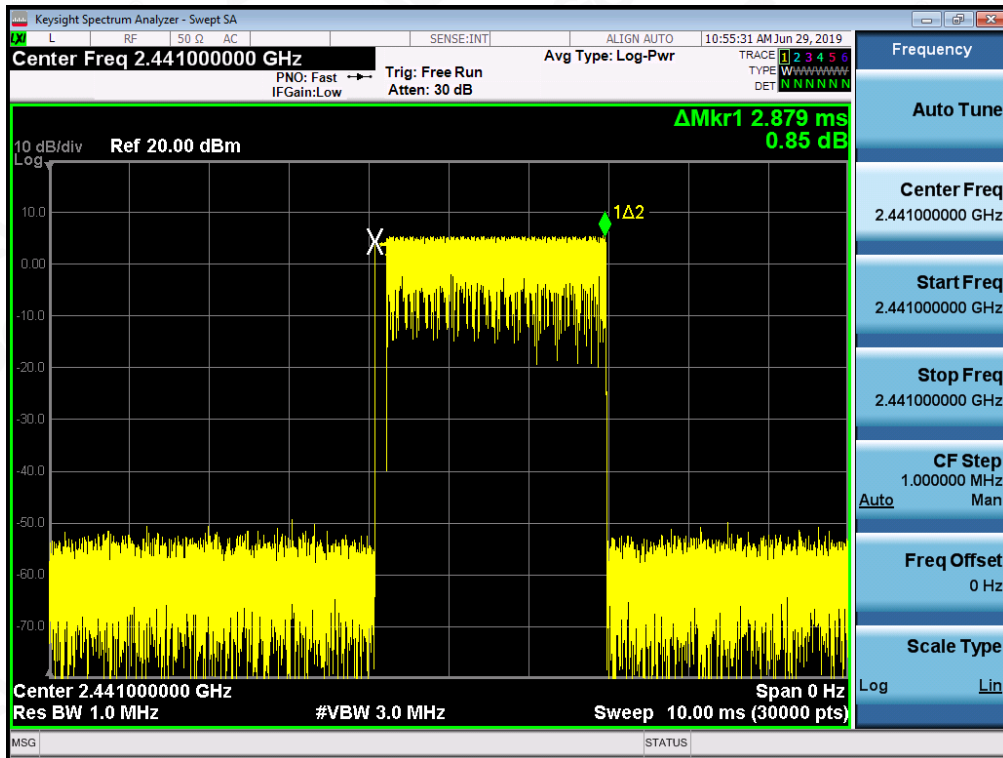 Keysight Spectrum Analyzer - Swept SA
LXI L RF 50 Ω AC SENSE:INT ALIGN AUTO 10:55:31 AM Jun 29, 2019
Center Freq 2.441000000 GHz
PNO: Fast
IFGain:Low
Trig: Free Run
Atten: 30 dB
Avg Type: Log-Pwr
TRACE 1 2 3 4 5 6
TYPE WWWWWW
DET N N N N N N
ΔMkr1 2.879 ms
0.85 dB
10 dB/div Ref 20.00 dBm
Log
1Δ2
10.0
0.00
-10.0
-20.0
-30.0
-40.0
-50.0
-60.0
-70.0
Center 2.441000000 GHz Span 0 Hz
Res BW 1.0 MHz #VBW 3.0 MHz Sweep 10.00 ms (30000 pts)
MSG STATUS
Frequency
Auto Tune
Center Freq
2.441000000 GHz
Start Freq
2.441000000 GHz
Stop Freq
2.441000000 GHz
CF Step
1.000000 MHz
Auto Man
Freq Offset
0 Hz
Scale Type
Log Lin